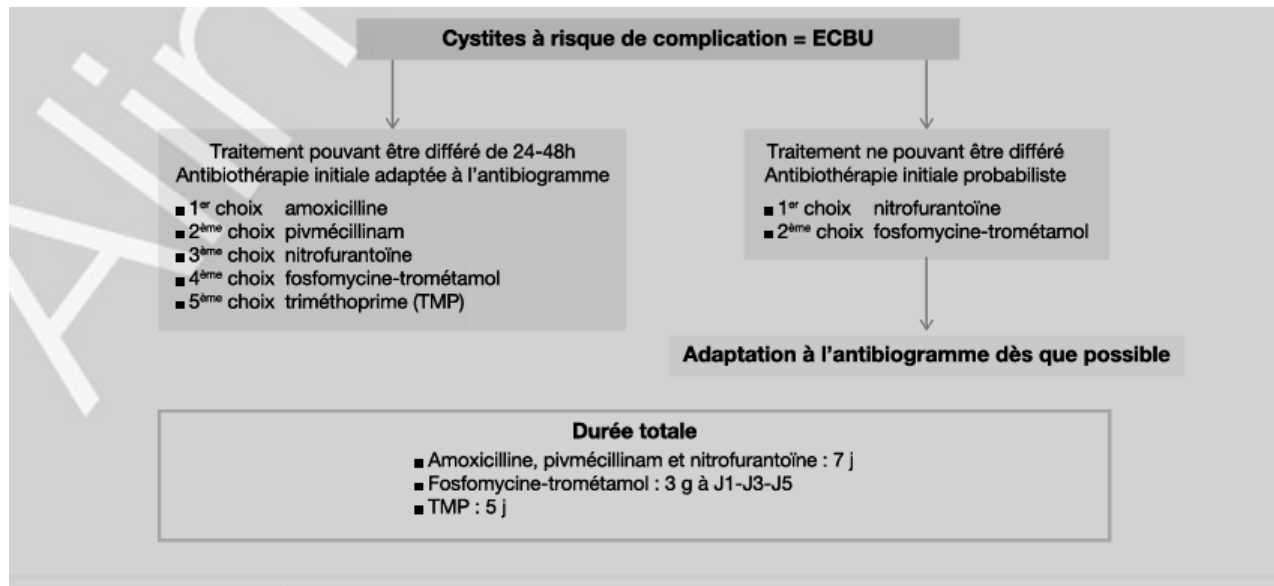 Cystites à risque de complication = ECBU
Traitement pouvant être différé de 24-48h
Antibiothérapie initiale adaptée à l'antibiogramme
■ 1er choix amoxicilline
■ 2ème choix pivmécillinam
■ 3ème choix nitrofurantoïne
■ 4ème choix fosfomycine-trométamol
■ 5ème choix triméthoprime (TMP)
Traitement ne pouvant être différé
Antibiothérapie initiale probabiliste
■ 1er choix nitrofurantoïne
■ 2ème choix fosfomycine-trométamol
Adaptation à l'antibiogramme dès que possible
Durée totale
■ Amoxicilline, pivmécillinam et nitrofurantoïne : 7 j
■ Fosfomycine-trométamol : 3 g à J1-J3-J5
■ TMP : 5 j